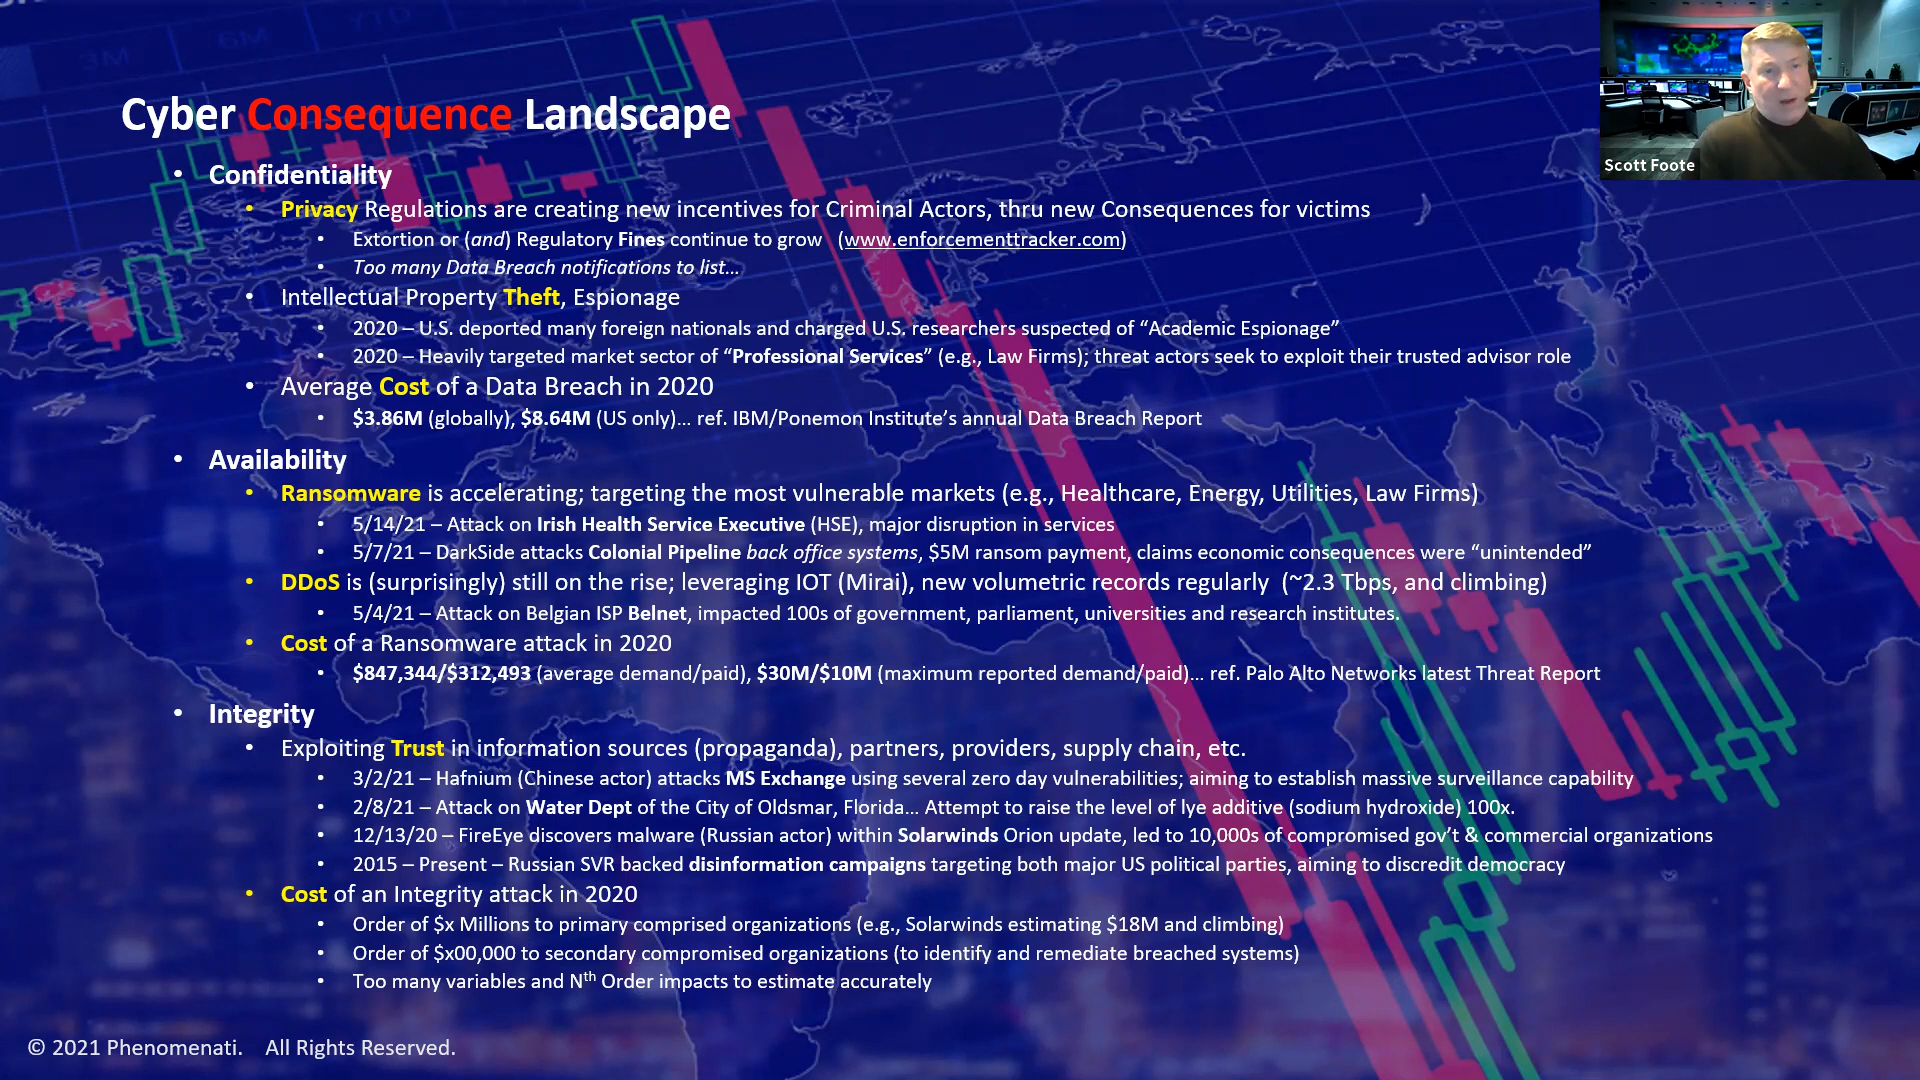 Cyber Consequence Landscape
Scott Foote
• Confidentiality
• Privacy Regulations are creating new incentives for Criminal Actors, thru new Consequences for victims
• Extortion or (and) Regulatory Fines continue to grow (www.enforcementtracker.com)
• Too many Data Breach notifications to list...
• Intellectual Property Theft, Espionage
• 2020 – U.S. deported many foreign nationals and charged U.S. researchers suspected of “Academic Espionage”
• 2020 – Heavily targeted market sector of “Professional Services” (e.g., Law Firms); threat actors seek to exploit their trusted advisor role
• Average Cost of a Data Breach in 2020
• $3.86M (globally), $8.64M (US only)... ref. IBM/Ponemon Institute’s annual Data Breach Report
• Availability
• Ransomware is accelerating; targeting the most vulnerable markets (e.g., Healthcare, Energy, Utilities, Law Firms)
• 5/14/21 – Attack on Irish Health Service Executive (HSE), major disruption in services
• 5/7/21 – DarkSide attacks Colonial Pipeline back office systems, $5M ransom payment, claims economic consequences were “unintended”
• DDoS is (surprisingly) still on the rise; leveraging IOT (Mirai), new volumetric records regularly (~2.3 Tbps, and climbing)
• 5/4/21 – Attack on Belgian ISP Belnet, impacted 100s of government, parliament, universities and research institutes.
• Cost of a Ransomware attack in 2020
• $847,344/$312,493 (average demand/paid), $30M/$10M (maximum reported demand/paid)... ref. Palo Alto Networks latest Threat Report
• Integrity
• Exploiting Trust in information sources (propaganda), partners, providers, supply chain, etc.
• 3/2/21 – Hafnium (Chinese actor) attacks MS Exchange using several zero day vulnerabilities; aiming to establish massive surveillance capability
• 2/8/21 – Attack on Water Dept of the City of Oldsmar, Florida... Attempt to raise the level of lye additive (sodium hydroxide) 100x.
• 12/13/20 – FireEye discovers malware (Russian actor) within Solarwinds Orion update, led to 10,000s of compromised gov’t & commercial organizations
• 2015 – Present – Russian SVR backed disinformation campaigns targeting both major US political parties, aiming to discredit democracy
• Cost of an Integrity attack in 2020
• Order of $x Millions to primary comprised organizations (e.g., Solarwinds estimating $18M and climbing)
• Order of $x00,000 to secondary compromised organizations (to identify and remediate breached systems)
• Too many variables and Nth Order impacts to estimate accurately
© 2021 Phenomenati. All Rights Reserved.